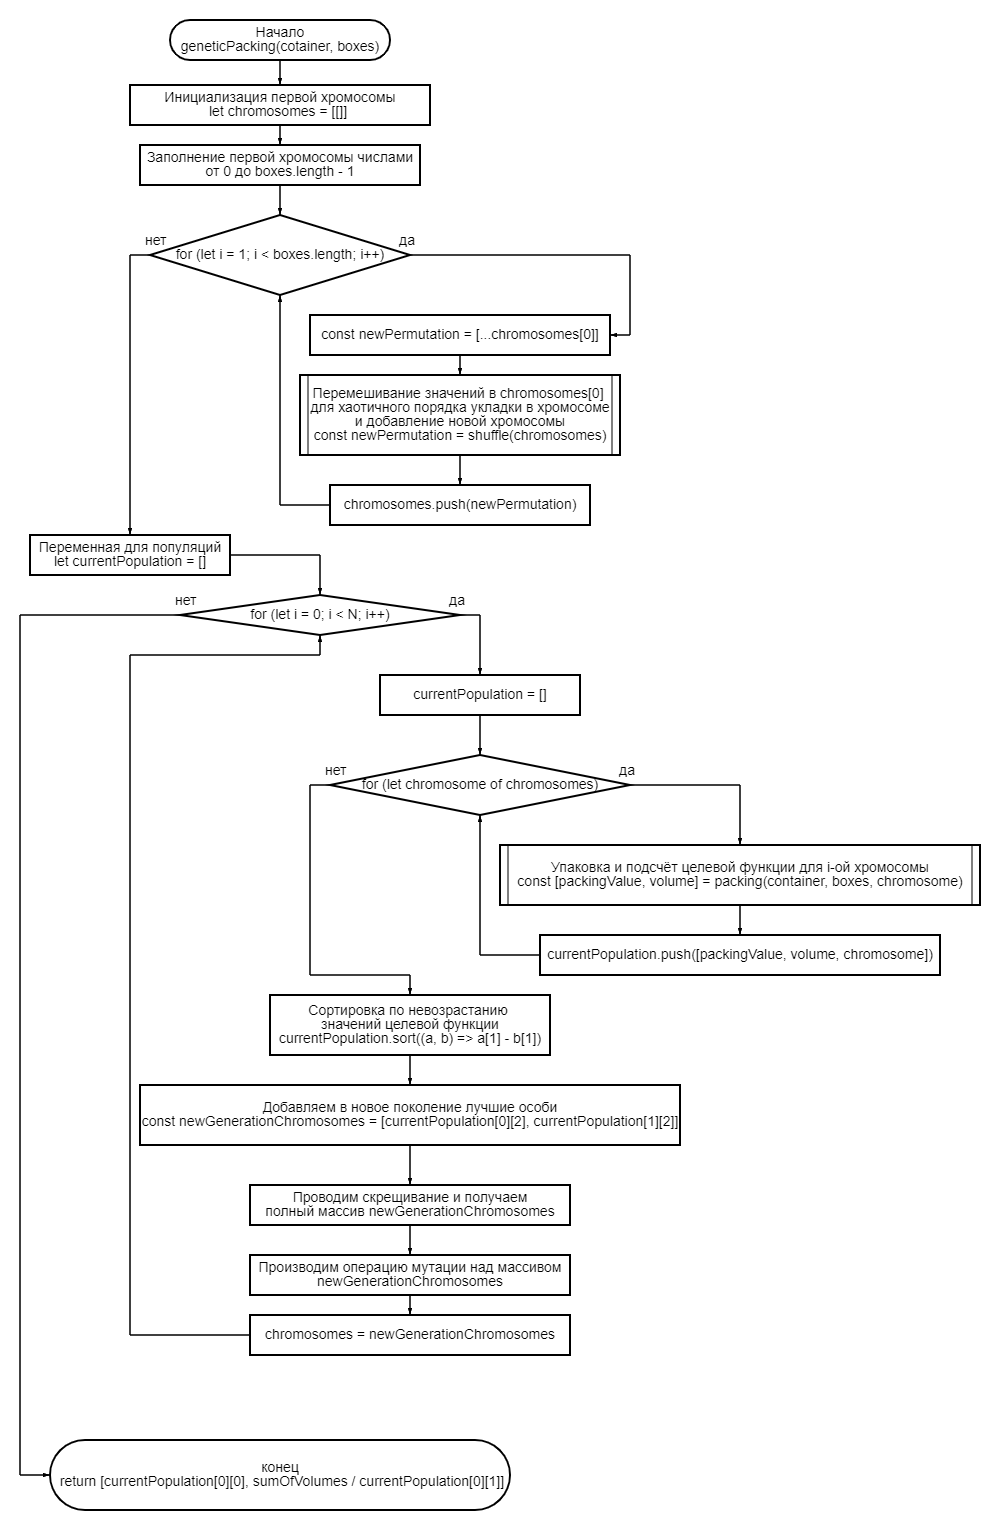 Начало
geneticPacking(cotainer, boxes)
Инициализация первой хромосомы
let chromosomes = [[]]
Заполнение первой хромосомы числами
от 0 до boxes.length - 1
нет
да
for (let i = 1; i < boxes.length; i++)
const newPermutation = [...chromosomes[0]]
Перемешивание значений в chromosomes[0]
для хаотичного порядка укладки в хромосоме
и добавление новой хромосомы
const newPermutation = shuffle(chromosomes)
chromosomes.push(newPermutation)
Переменная для популяций
let currentPopulation = []
нет
да
for (let i = 0; i < N; i++)
currentPopulation = []
нет
да
for (let chromosome of chromosomes)
Упаковка и подсчёт целевой функции для i-ой хромосомы
const [packingValue, volume] = packing(container, boxes, chromosome)
currentPopulation.push([packingValue, volume, chromosome])
Сортировка по невозрастанию
значений целевой функции
currentPopulation.sort((a, b) => a[1] - b[1])
Добавляем в новое поколение лучшие особи
const newGenerationChromosomes = [currentPopulation[0][2], currentPopulation[1][2]]
Проводим скрещивание и получаем
полный массив newGenerationChromosomes
Производим операцию мутации над массивом
newGenerationChromosomes
chromosomes = newGenerationChromosomes
конец
return [currentPopulation[0][0], sumOfVolumes / currentPopulation[0][1]]